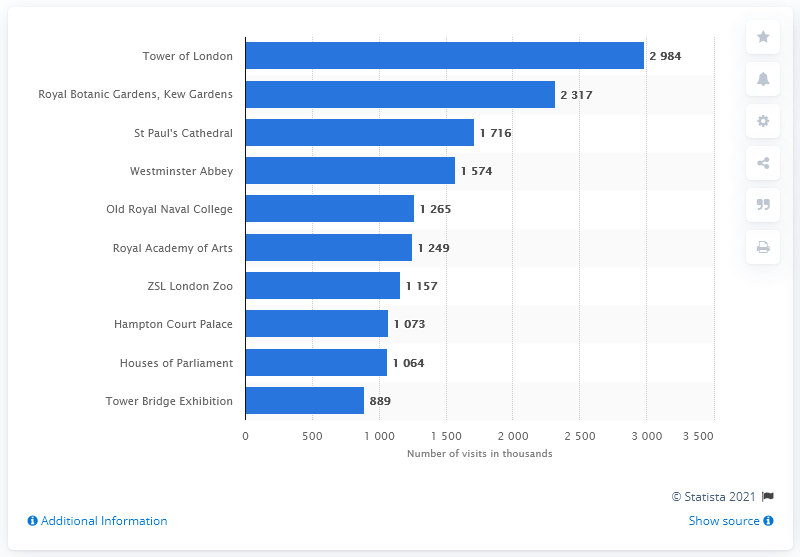 Tower of London 2 984
Royal Botanic Gardens, Kew Gardens 2 317
St Paul's Cathedral 1 716
Westminster Abbey 1 574
Old Royal Naval College 1 265
Royal Academy of Arts 1 249
ZSL London Zoo 1 157
Hampton Court Palace 1 073
Houses of Parliament 1 064
Tower Bridge Exhibition 889
0 500 1 000 1 500 2 000 2 500 3 000 3 500
Number of visits in thousands
© Statista 2021
Additional Information Show source